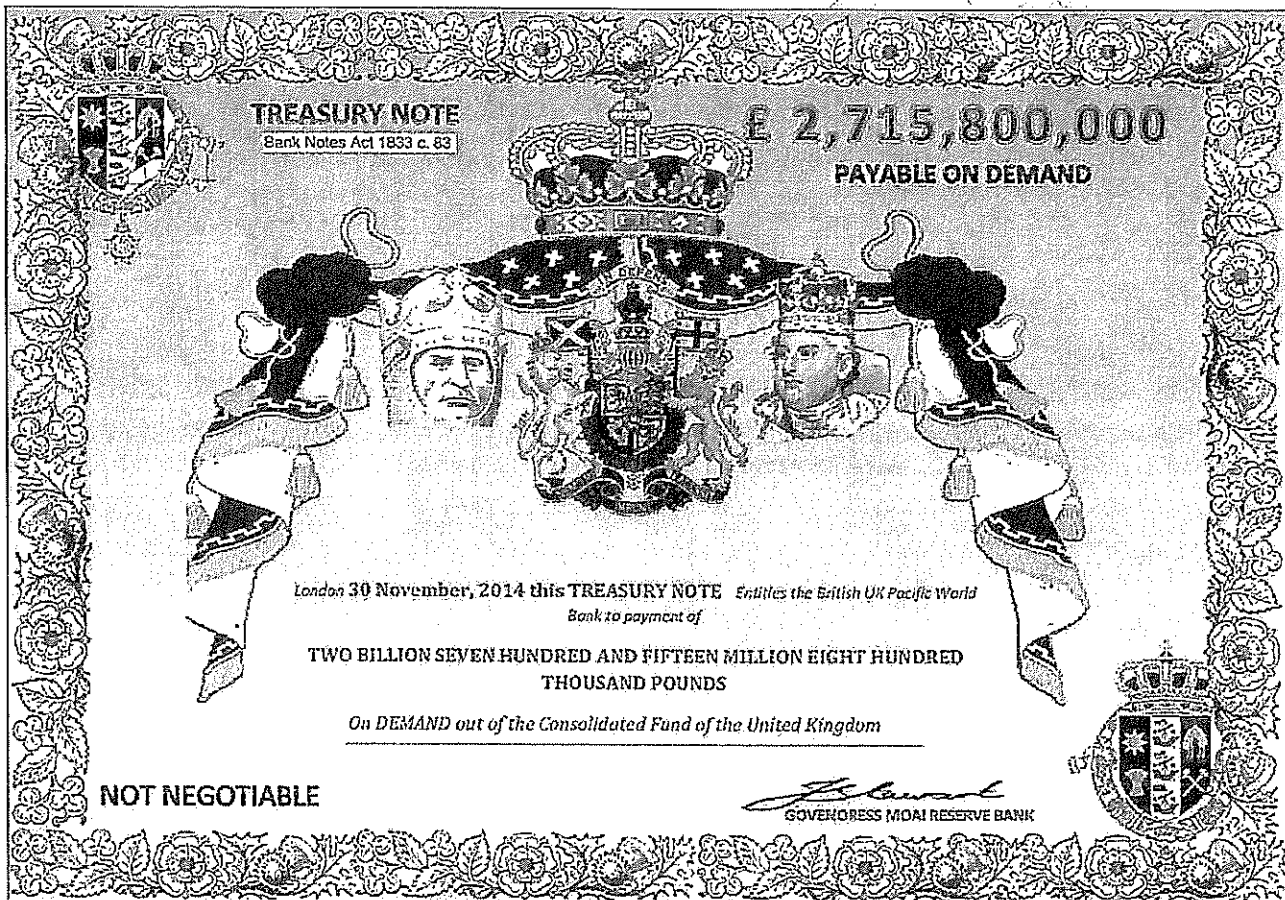 TREASURY NOTE
Bank Notes Act 1833 c. 83
£ 2,715,800,000
PAYABLE ON DEMAND
DEFEN
London 30 November, 2014 this TREASURY NOTE Entitles the British UK Pacific World
Bank to payment of
TWO BILLION SEVEN HUNDRED AND FIFTEEN MILLION EIGHT HUNDRED
THOUSAND POUNDS
On DEMAND out of the Consolidated Fund of the United Kingdom
NOT NEGOTIABLE
GOVENORESS MOAI RESERVE BANK